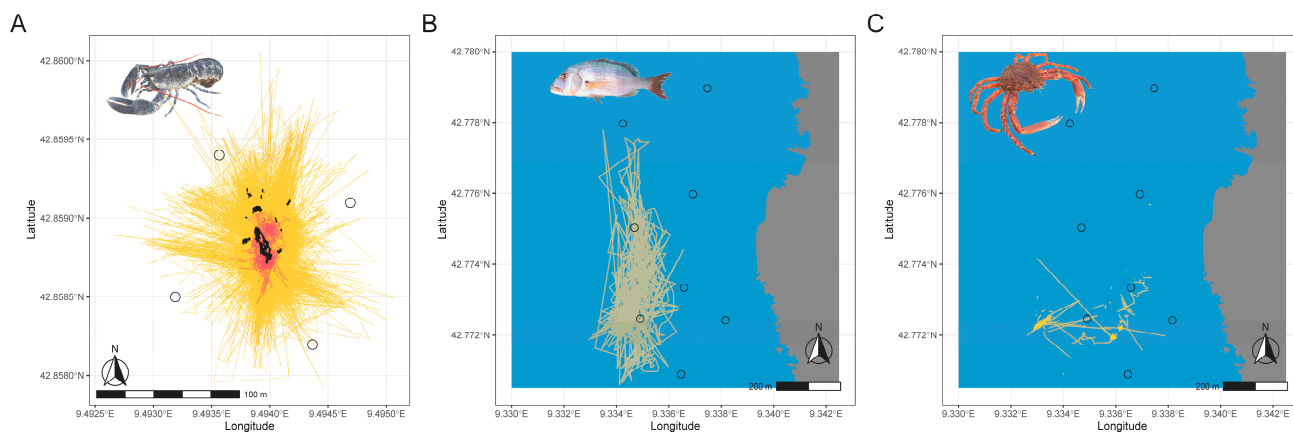 A
42.8600°N
42.8595°N
42.8590°N
42.8585°N
42.8580°N
Latitude
N
100 m
9.4925°E 9.4930°E 9.4935°E 9.4940°E 9.4945°E 9.4950°E
Longitude
B
42.780°N
42.778°N
42.776°N
42.774°N
42.772°N
Latitude
N
200 m
9.330°E 9.332°E 9.334°E 9.336°E 9.338°E 9.340°E 9.342°E
Longitude
C
42.780°N
42.778°N
42.776°N
42.774°N
42.772°N
Latitude
N
200 m
9.330°E 9.332°E 9.334°E 9.336°E 9.338°E 9.340°E 9.342°E
Longitude